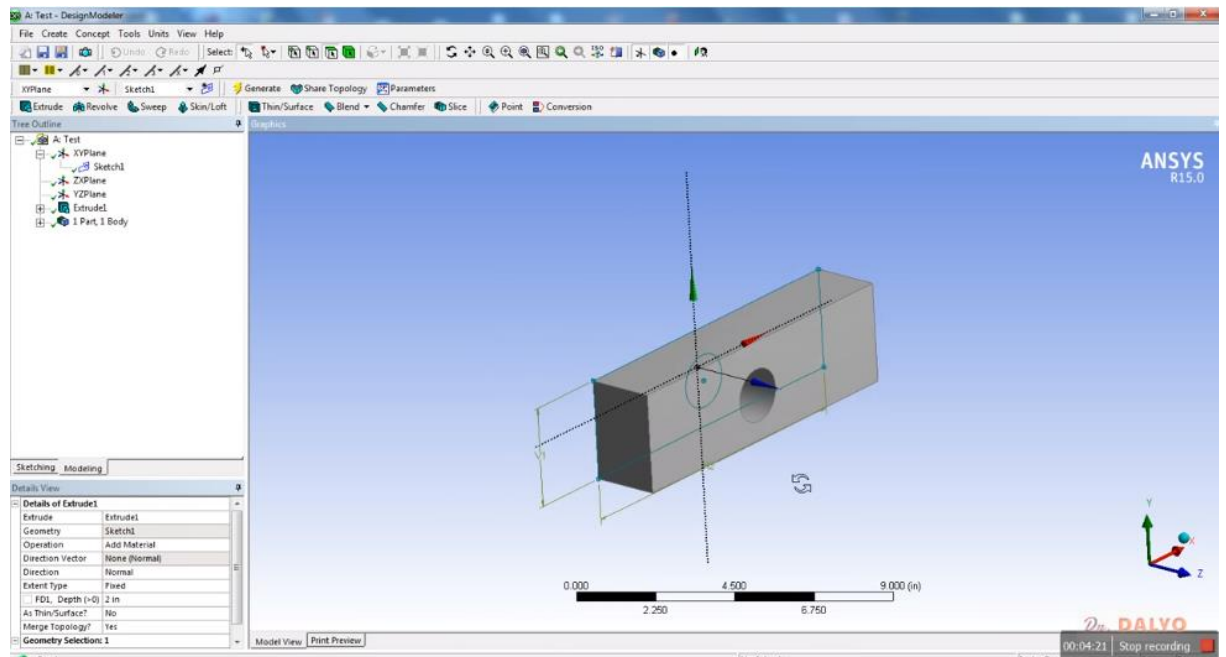 A: Test - DesignModeler
File Create Concept Tools Units View Help
Undo Redo Select:
XYPlane Sketch1 Generate Share Topology Parameters
Extrude Revolve Sweep Skin/Loft Thin/Surface Blend Chamfer Slice Point Conversion
Tree Outline
A: Test
XYPlane
Sketch1
ZXPlane
YZPlane
Extrude1
1 Part, 1 Body
Sketching Modeling
Details View
Details of Extrude1
Extrude Extrude1
Geometry Sketch1
Operation Add Material
Direction Vector None (Normal)
Direction Normal
Extent Type Fixed
FD1, Depth (>0) 2 in
As Thin/Surface? No
Merge Topology? Yes
Geometry Selection: 1
Graphics
ANSYS
R15.0
V1
Y
X
Z
0.000 4.500 9.000 (in)
2.250 6.750
Model View Print Preview
Dr. DALYO
00:04:21 Stop recording